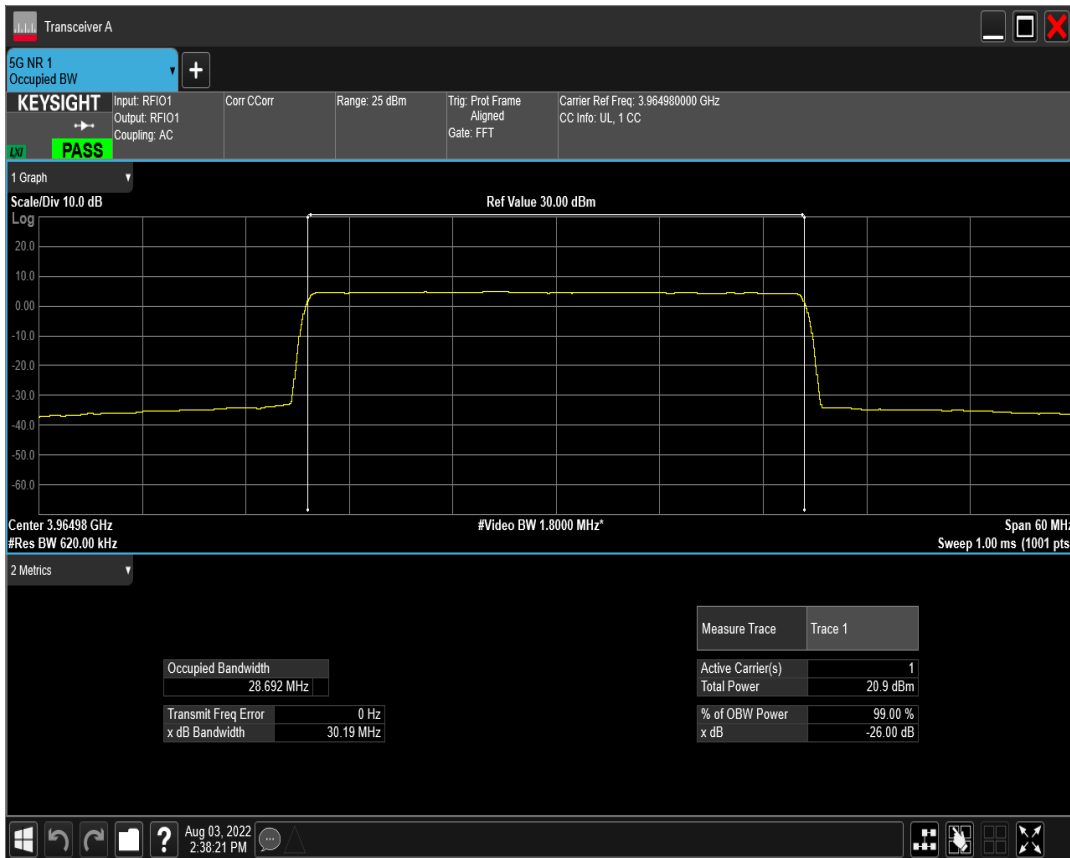 Transceiver A
5G NR 1
Occupied BW
+
KEYSIGHT
LXI
PASS
Input: RFIO1
Output: RFIO1
Coupling: AC
Corr CCorr
Range: 25 dBm
Trig: Prot Frame
Aligned
Gate: FFT
Carrier Ref Freq: 3.964980000 GHz
CC Info: UL, 1 CC
1 Graph
Scale/Div 10.0 dB
Ref Value 30.00 dBm
Log
20.0
10.0
0.00
-10.0
-20.0
-30.0
-40.0
-50.0
-60.0
Center 3.96498 GHz
#Video BW 1.8000 MHz*
Span 60 MHz
#Res BW 620.00 kHz
Sweep 1.00 ms (1001 pts
2 Metrics
Measure Trace Trace 1
Occupied Bandwidth
28.692 MHz
Active Carrier(s) 1
Total Power 20.9 dBm
Transmit Freq Error 0 Hz
x dB Bandwidth 30.19 MHz
% of OBW Power 99.00 %
x dB -26.00 dB
?
Aug 03, 2022
2:38:21 PM